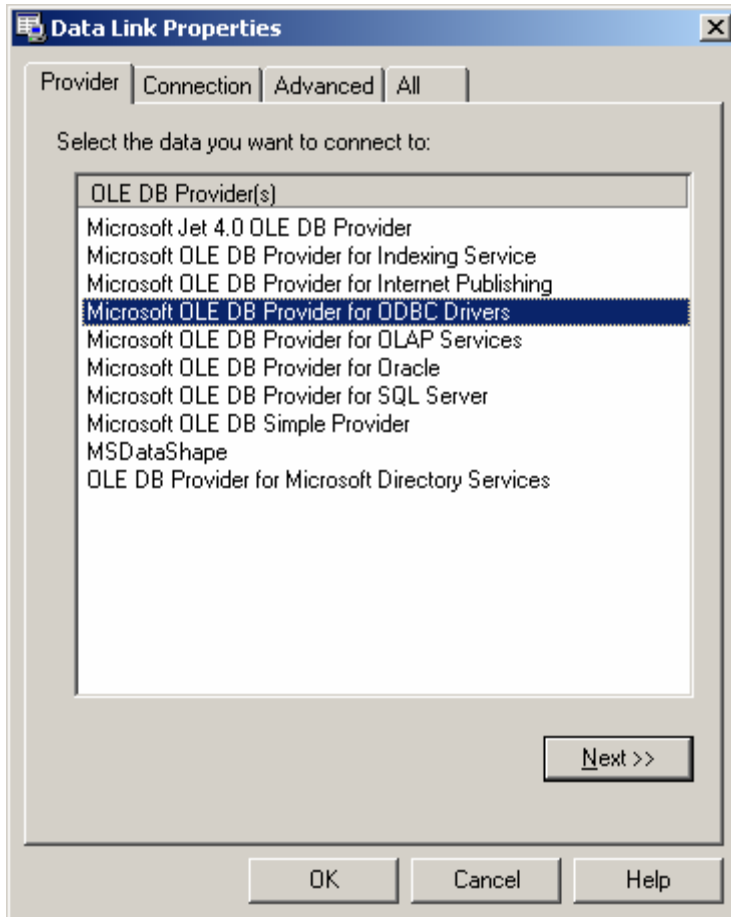 Data Link Properties
Provider Connection Advanced All
Select the data you want to connect to:
OLE DB Provider(s)
Microsoft Jet 4.0 OLE DB Provider
Microsoft OLE DB Provider for Indexing Service
Microsoft OLE DB Provider for Internet Publishing
Microsoft OLE DB Provider for ODBC Drivers
Microsoft OLE DB Provider for OLAP Services
Microsoft OLE DB Provider for Oracle
Microsoft OLE DB Provider for SQL Server
Microsoft OLE DB Simple Provider
MSDataShape
OLE DB Provider for Microsoft Directory Services
Next >>
OK Cancel Help